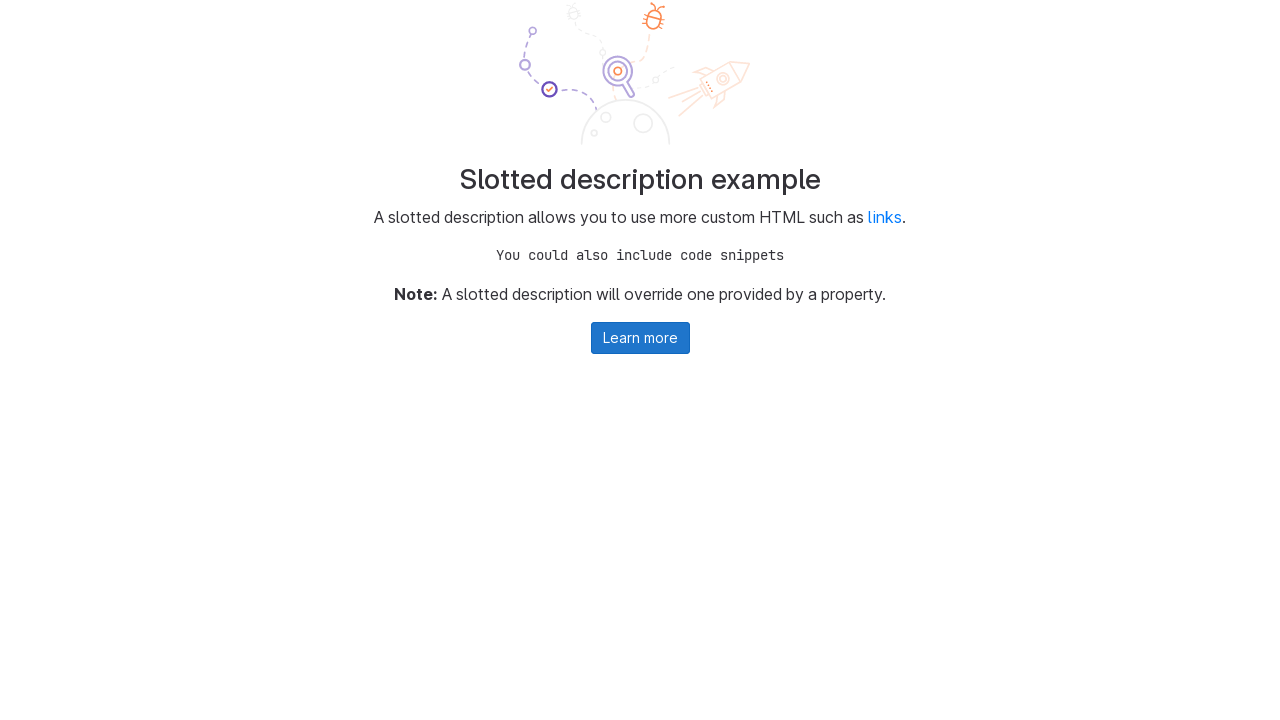 Slotted description example
A slotted description allows you to use more custom HTML such as links.
You could also include code snippets
Note: A slotted description will override one provided by a property.
Learn more